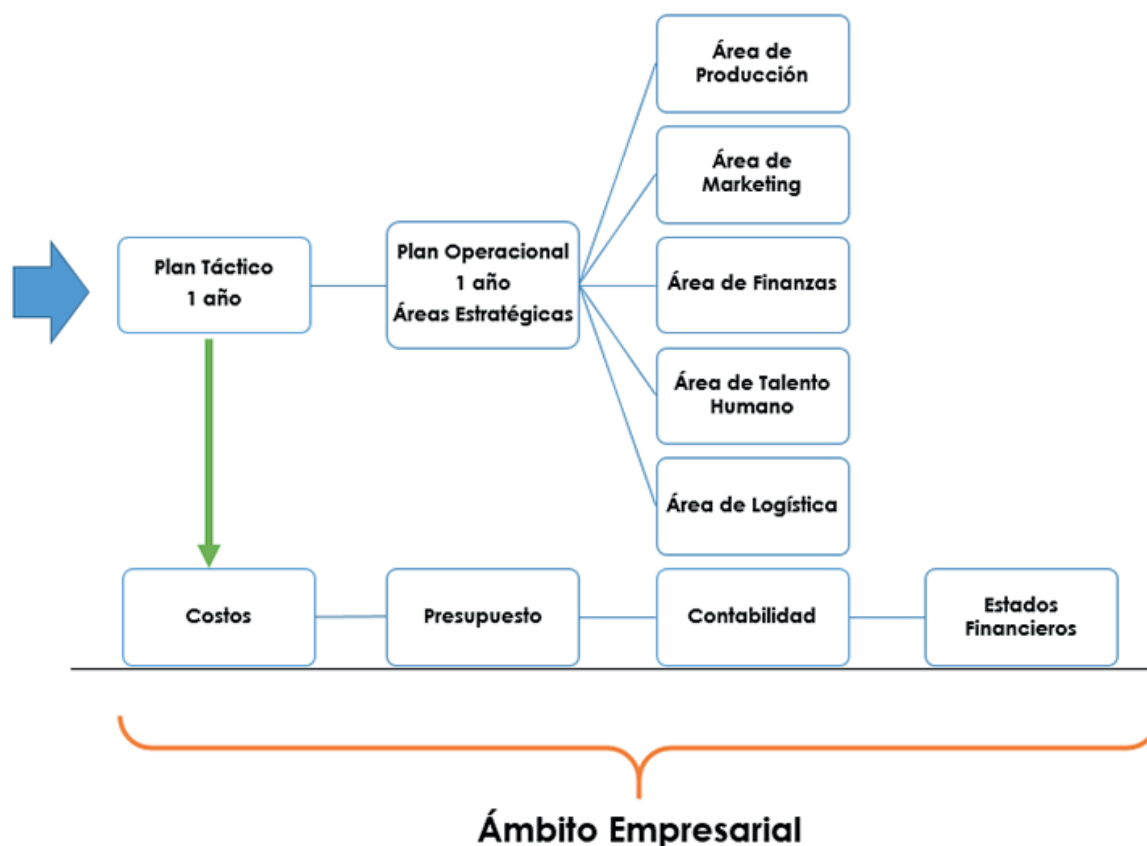 Área de
Producción
Área de
Marketing
Plan Táctico
1 año
Plan Operacional
1 año
Áreas Estratégicas
Área de Finanzas
Área de Talento
Humano
Área de Logística
Costos
Presupuesto
Contabilidad
Estados
Financieros
Ámbito Empresarial